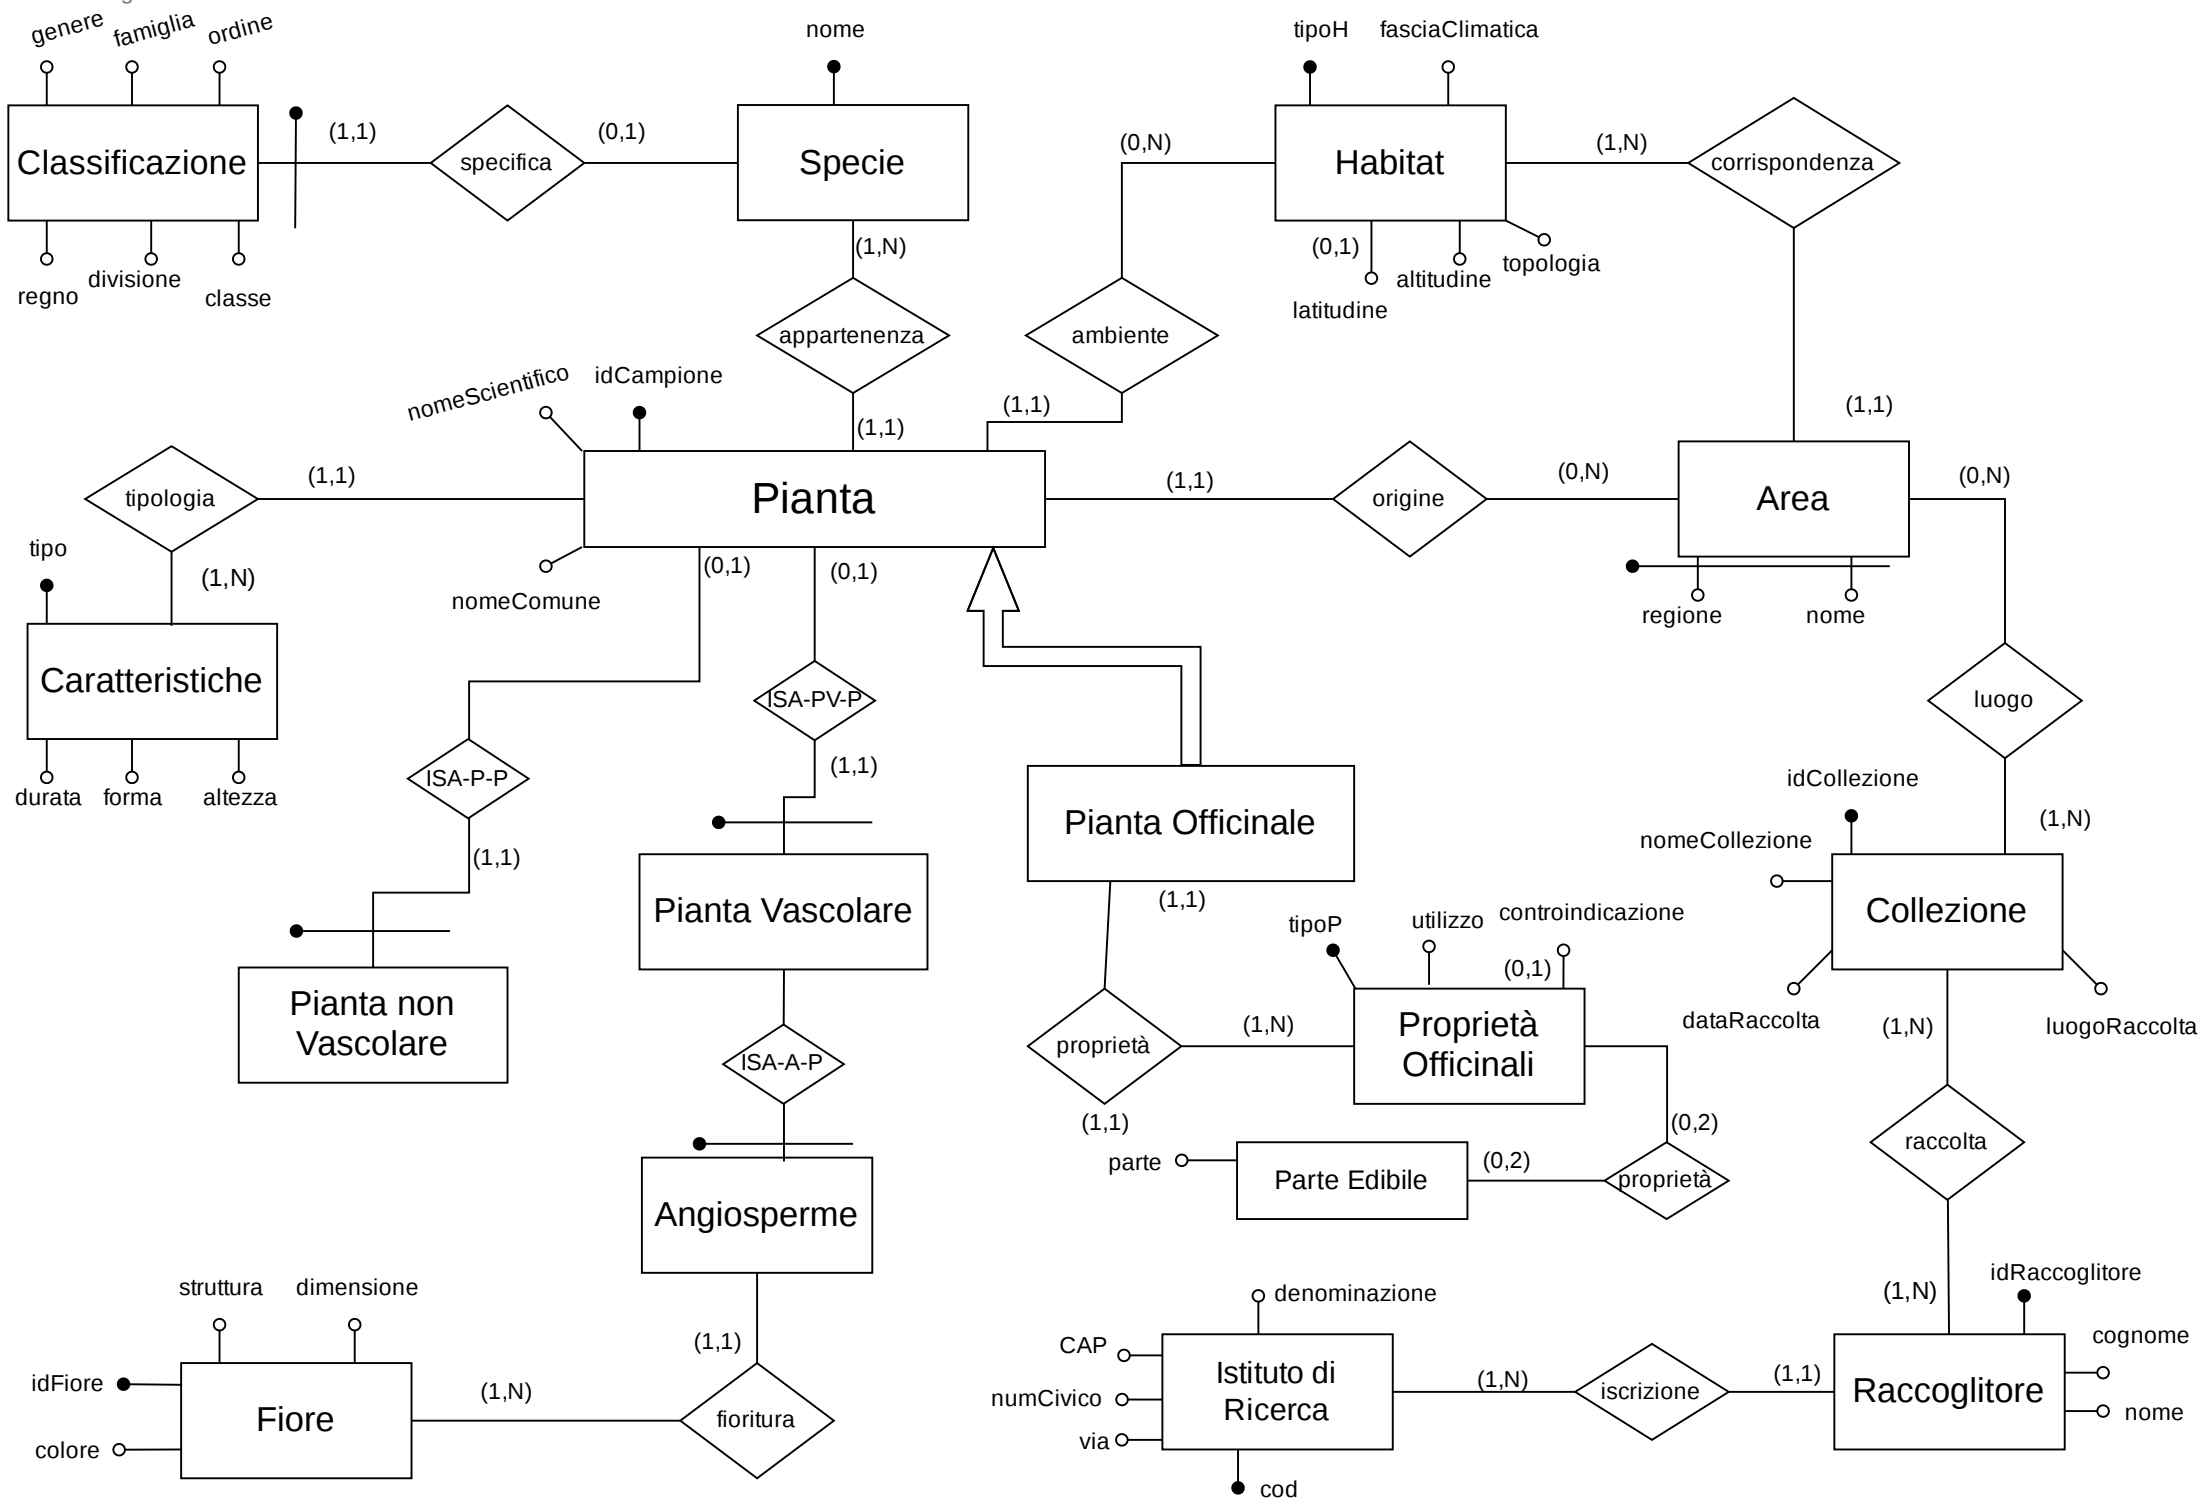 genere
famiglia
ordine
nome
tipoH
fasciaClimatica
(1,1)
(0,1)
(0,N)
(1,N)
Classificazione
specifica
Specie
Habitat
corrispondenza
(1,N)
(0,1)
regno
divisione
classe
latitudine
altitudine
topologia
appartenenza
ambiente
nomeScientifico
idCampione
(1,1)
(1,1)
(1,1)
tipologia
(1,1)
Pianta
(1,1)
origine
(0,N)
Area
(0,N)
tipo
(1,N)
nomeComune
(0,1)
(0,1)
regione
nome
Caratteristiche
ISA-PV-P
luogo
durata
forma
altezza
ISA-P-P
(1,1)
idCollezione
Pianta Officinale
nomeCollezione
(1,N)
(1,1)
Pianta Vascolare
(1,1)
tipoP
utilizzo
controindicazione
Collezione
(0,1)
Pianta non
Vascolare
ISA-A-P
proprietà
(1,N)
Proprietà
Officinali
dataRaccolta
(1,N)
luogoRaccolta
(1,1)
(0,2)
parte
Parte Edibile
(0,2)
proprietà
raccolta
Angiosperme
struttura
dimensione
denominazione
(1,N)
idRaccoglitore
idFiore
colore
Fiore
(1,N)
(1,1)
fioritura
CAP
numCivico
via
Istituto di
Ricerca
(1,N)
iscrizione
(1,1)
Raccoglitore
cognome
nome
cod